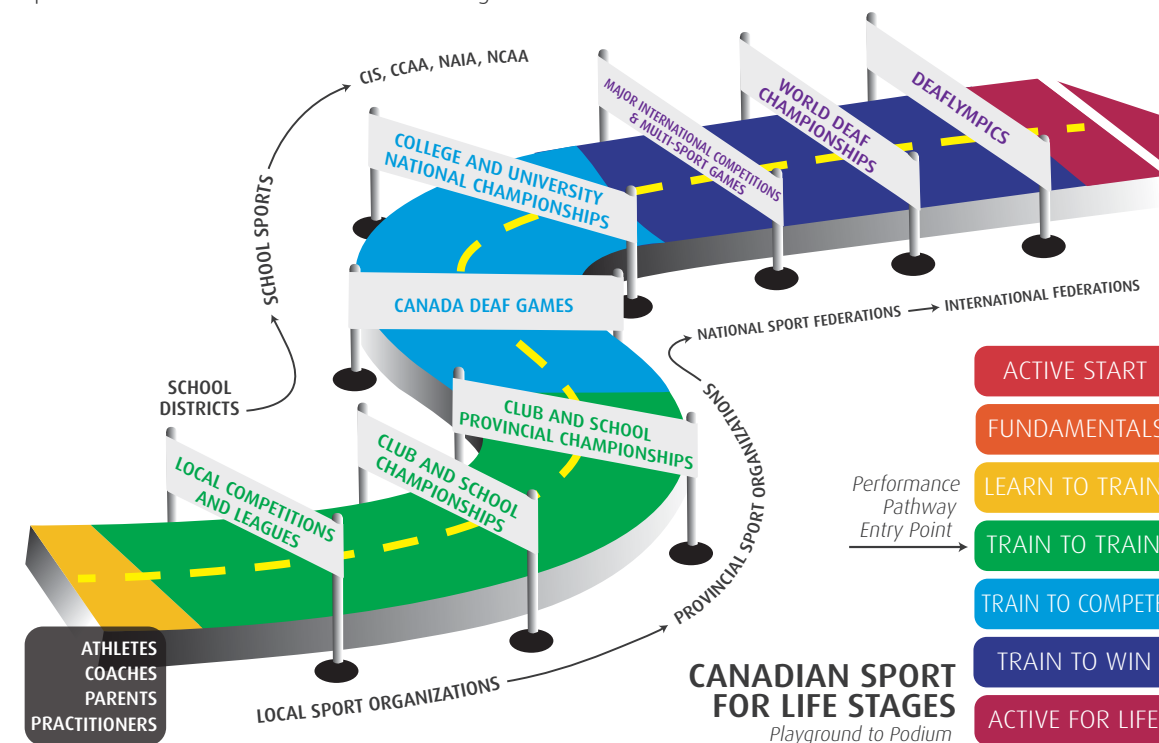 CIS, CCAA, NAIA, NCAA
SCHOOL SPORTS
SCHOOL
DISTRICTS
DEAFLYMPICS
WORLD DEAF
CHAMPIONSHIPS
MAJOR INTERNATIONAL COMPETITIONS
& MULTI-SPORT GAMES
COLLEGE AND UNIVERSITY
NATIONAL CHAMPIONSHIPS
CANADA DEAF GAMES
CLUB AND SCHOOL
PROVINCIAL CHAMPIONSHIPS
CLUB AND SCHOOL
CHAMPIONSHIPS
LOCAL COMPETITIONS
AND LEAGUES
ATHLETES
COACHES
PARENTS
PRACTITIONERS
LOCAL SPORT ORGANIZATIONS
PROVINCIAL SPORT ORGANIZATIONS
NATIONAL SPORT FEDERATIONS
INTERNATIONAL FEDERATIONS
Performance
Pathway
Entry Point
ACTIVE START
FUNDAMENTALS
LEARN TO TRAIN
TRAIN TO TRAIN
TRAIN TO COMPETE
TRAIN TO WIN
ACTIVE FOR LIFE
CANADIAN SPORT
FOR LIFE STAGES
Playground to Podium